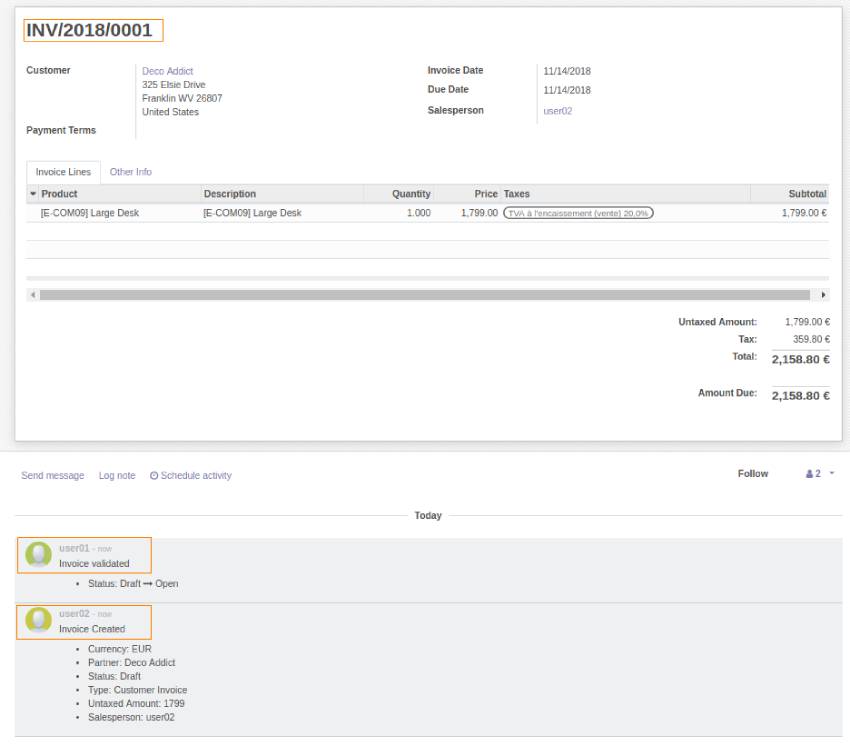 INV/2018/0001
Customer
Deco Addict
325 Elsie Drive
Franklin WV 26807
United States
Payment Terms
Invoice Date 11/14/2018
Due Date 11/14/2018
Salesperson user02
Invoice Lines Other Info
Product Description Quantity Price Taxes Subtotal
[E-COM09] Large Desk [E-COM09] Large Desk 1.000 1,799.00 TVA à l'encaissement (vente) 20,0% 1,799.00 €
Untaxed Amount: 1,799.00 €
Tax: 359.80 €
Total: 2,158.80 €
Amount Due: 2,158.80 €
Send message Log note Schedule activity Follow 2
Today
user01 - now
Invoice validated
• Status: Draft ➞ Open
user02 - now
Invoice Created
• Currency: EUR
• Partner: Deco Addict
• Status: Draft
• Type: Customer Invoice
• Untaxed Amount: 1799
• Salesperson: user02